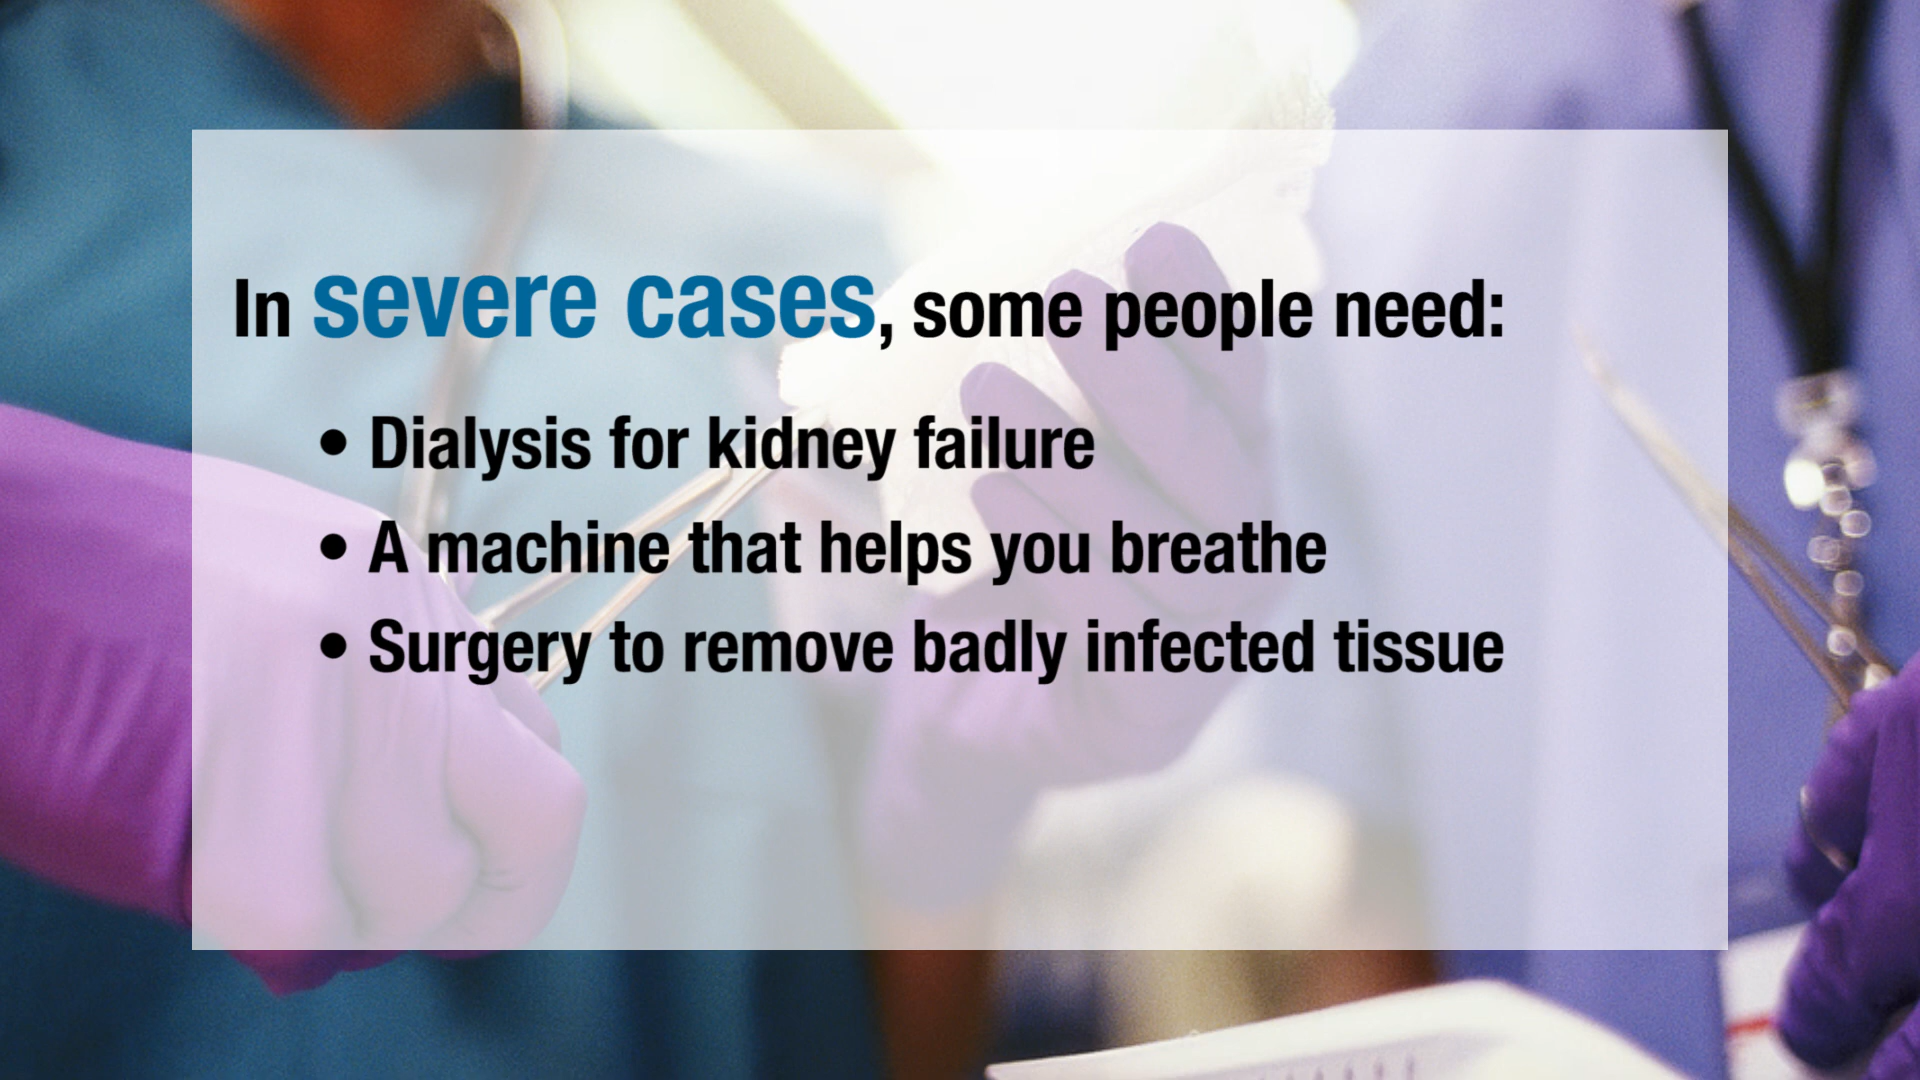 In severe cases, some people need:
• Dialysis for kidney failure
• A machine that helps you breathe
• Surgery to remove badly infected tissue